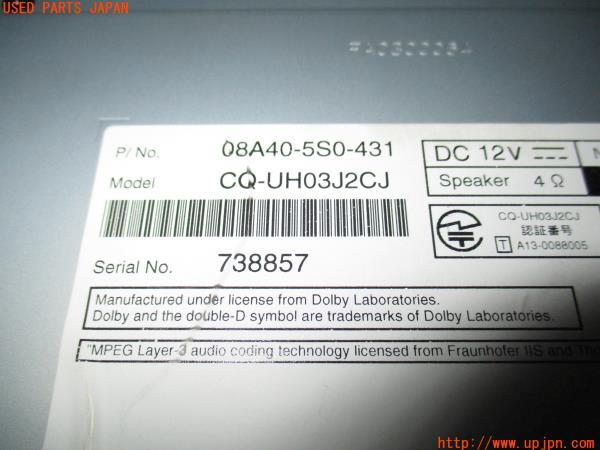 USED PARTS JAPAN
P/No. 08A40-5S0-431
Model CQ-UH03J2CJ
Serial No. 738857
DC 12V
Speaker 4 Ω
CQ-UH03J2CJ
認証番号
T A13-0088005
Manufactured under license from Dolby Laboratories.
Dolby and the double-D symbol are trademarks of Dolby Laboratories.
"MPEG Layer-3 audio coding technology licensed from Fraunhofer IIS and
http://www.upjpn.com/